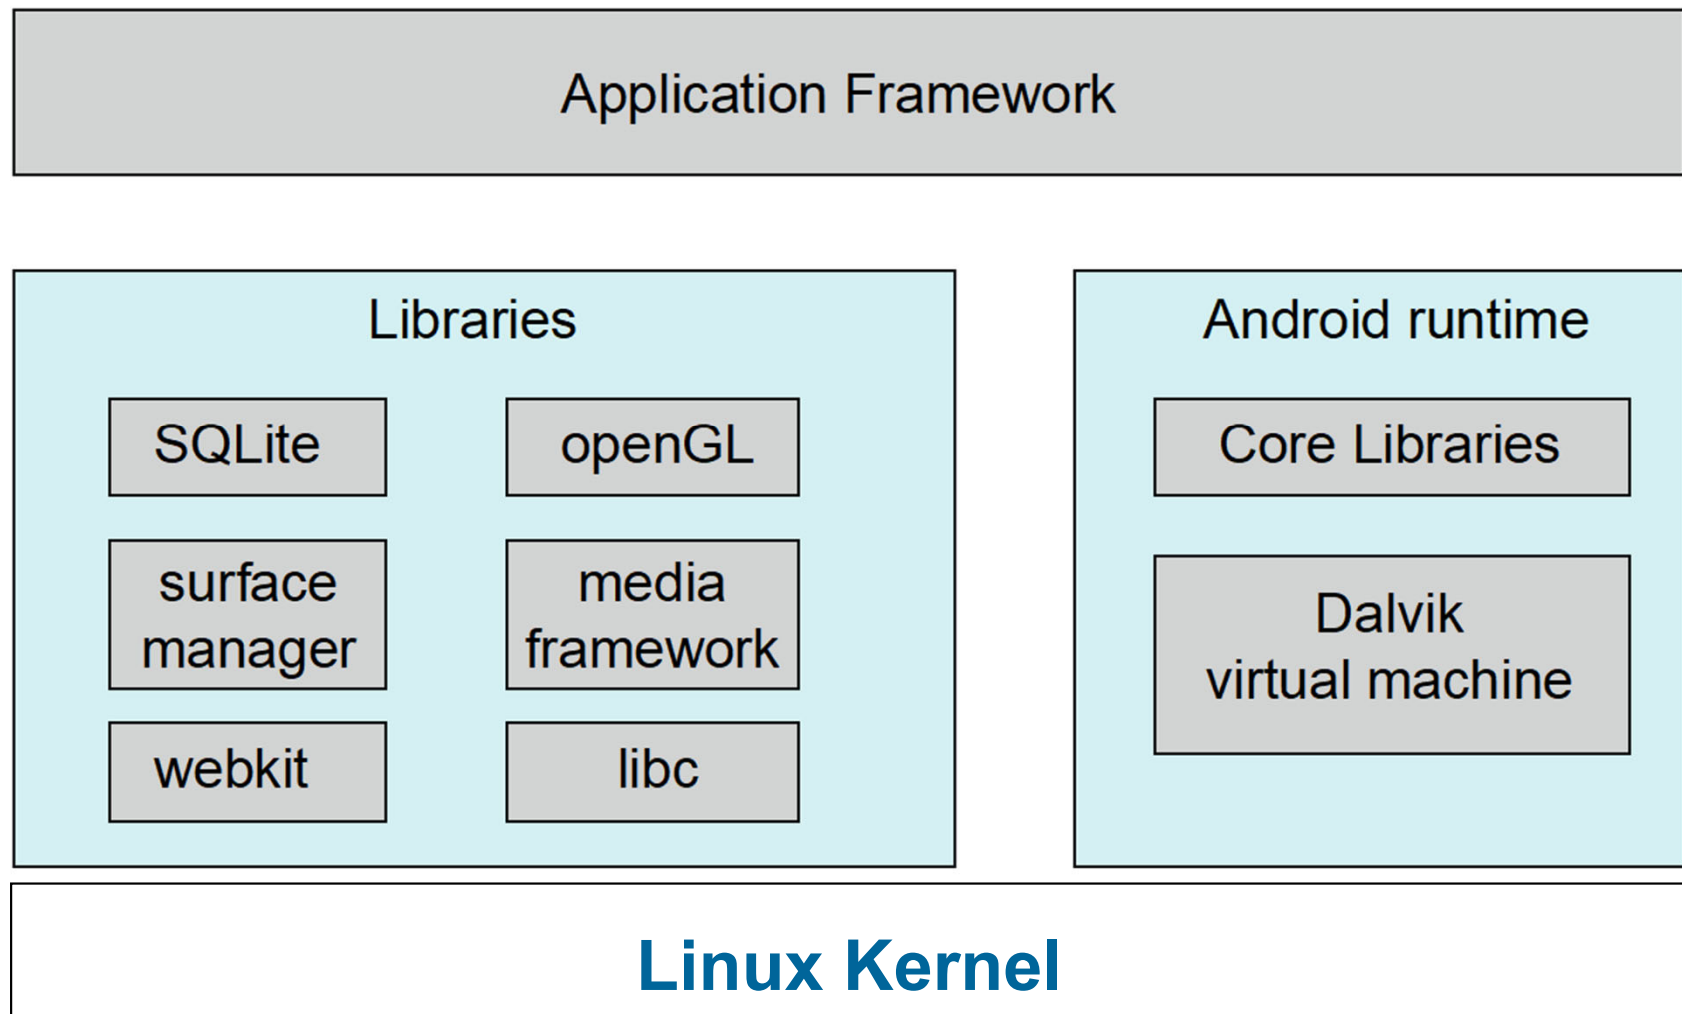 Application Framework
Libraries
Android runtime
SQLite
openGL
Core Libraries
surface
manager
media
framework
Dalvik
virtual machine
webkit
libc
Linux Kernel